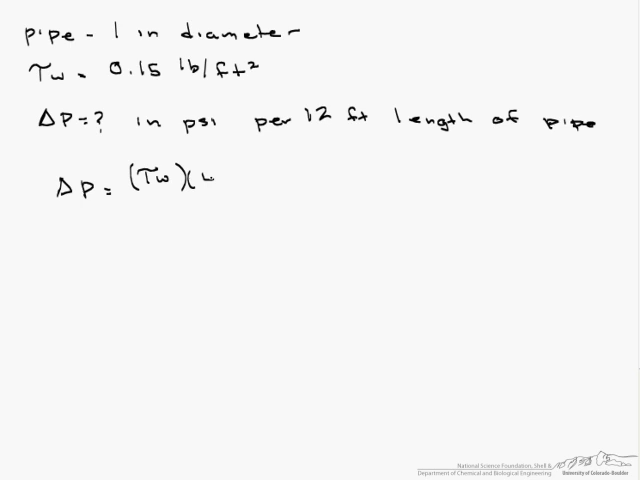 pipe - 1 in diameter
τw = 0.15 lb/ft²
ΔP = ? in psi per 12 ft length of pipe
ΔP = (τw)(4
National Science Foundation, Shell &
Department of Chemical and Biological Engineering
University of Colorado-Boulder